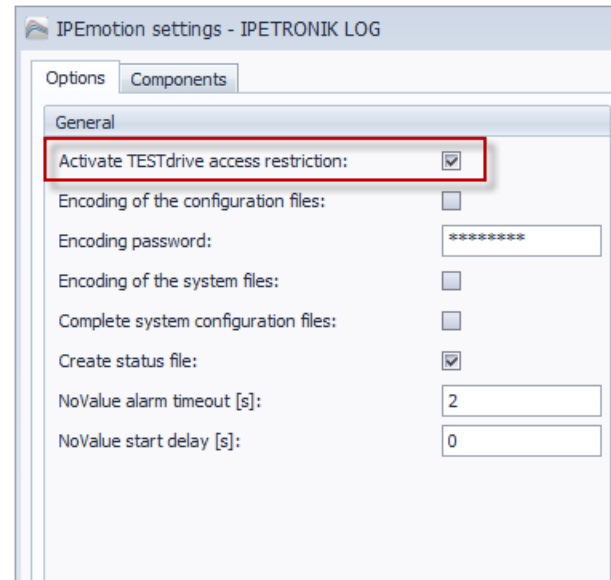 IPEmotion settings - IPETRONIK LOG
Options Components
General
Activate TESTdrive access restriction:
Encoding of the configuration files:
Encoding password: ********
Encoding of the system files:
Complete system configuration files:
Create status file:
NoValue alarm timeout [s]: 2
NoValue start delay [s]: 0